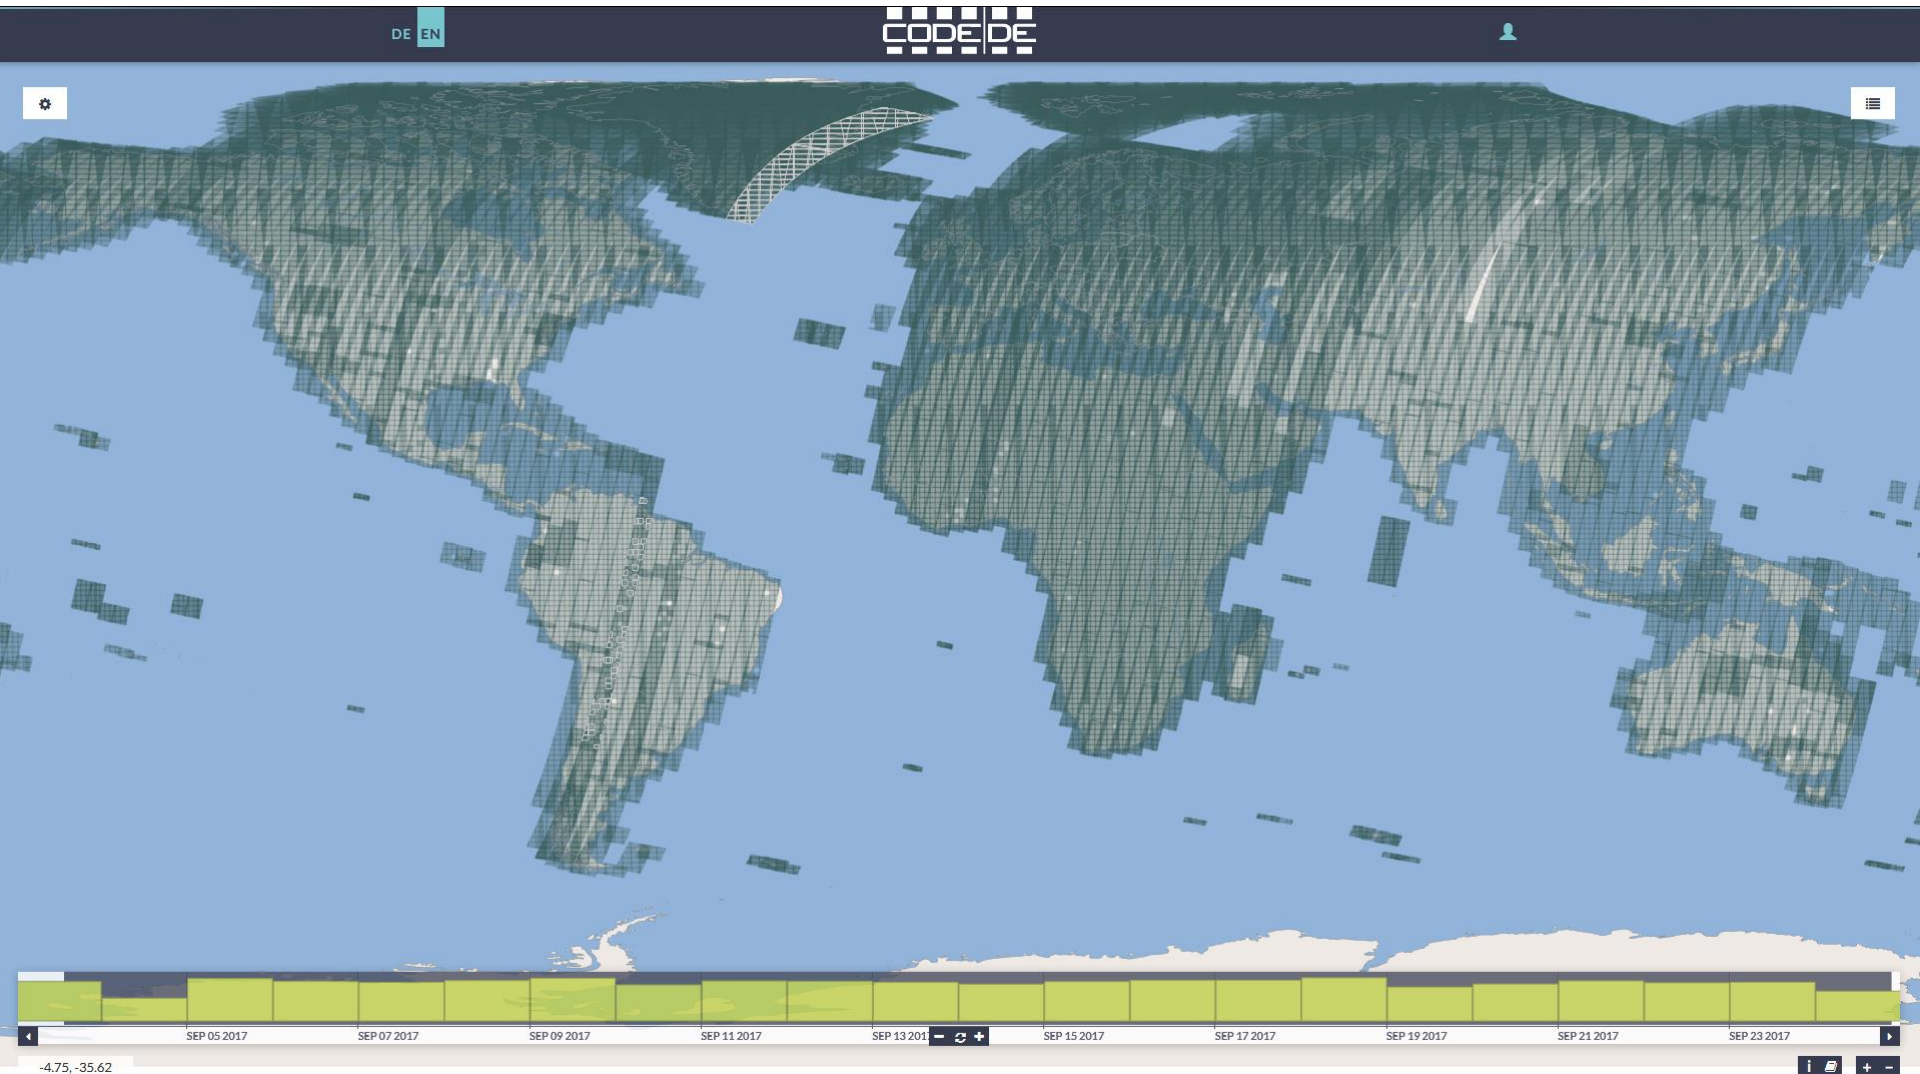 DE EN
CODE|DE
SEP 05 2017
SEP 07 2017
SEP 09 2017
SEP 11 2017
SEP 13 201
SEP 15 2017
SEP 17 2017
SEP 19 2017
SEP 21 2017
SEP 23 2017
-4.75, -35.62
i